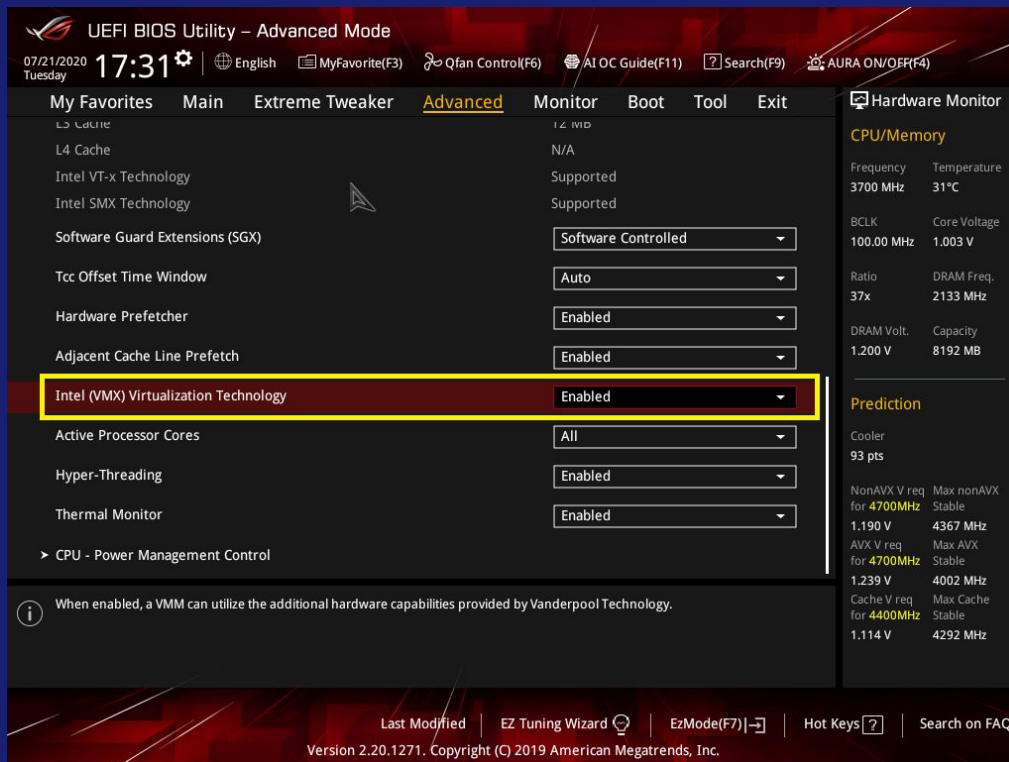 UEFI BIOS Utility – Advanced Mode
07/21/2020
Tuesday
17:31
English
MyFavorite(F3)
Qfan Control(F6)
AI OC Guide(F11)
? Search(F9)
AURA ON/OFF(F4)
My Favorites Main Extreme Tweaker Advanced Monitor Boot Tool Exit
L3 Cache 12 MB
L4 Cache N/A
Intel VT-x Technology Supported
Intel SMX Technology Supported
Software Guard Extensions (SGX) Software Controlled
Tcc Offset Time Window Auto
Hardware Prefetcher Enabled
Adjacent Cache Line Prefetch Enabled
Intel (VMX) Virtualization Technology Enabled
Active Processor Cores All
Hyper-Threading Enabled
Thermal Monitor Enabled
CPU - Power Management Control
i When enabled, a VMM can utilize the additional hardware capabilities provided by Vanderpool Technology.
Hardware Monitor
CPU/Memory
Frequency Temperature
3700 MHz 31°C
BCLK Core Voltage
100.00 MHz 1.003 V
Ratio DRAM Freq.
37x 2133 MHz
DRAM Volt. Capacity
1.200 V 8192 MB
Prediction
Cooler
93 pts
NonAVX V req Max nonAVX
for 4700MHz Stable
1.190 V 4367 MHz
AVX V req Max AVX
for 4700MHz Stable
1.239 V 4002 MHz
Cache V req Max Cache
for 4400MHz Stable
1.114 V 4292 MHz
Last Modified
EZ Tuning Wizard
EzMode(F7)
Hot Keys ?
Search on FAQ
Version 2.20.1271. Copyright (C) 2019 American Megatrends, Inc.